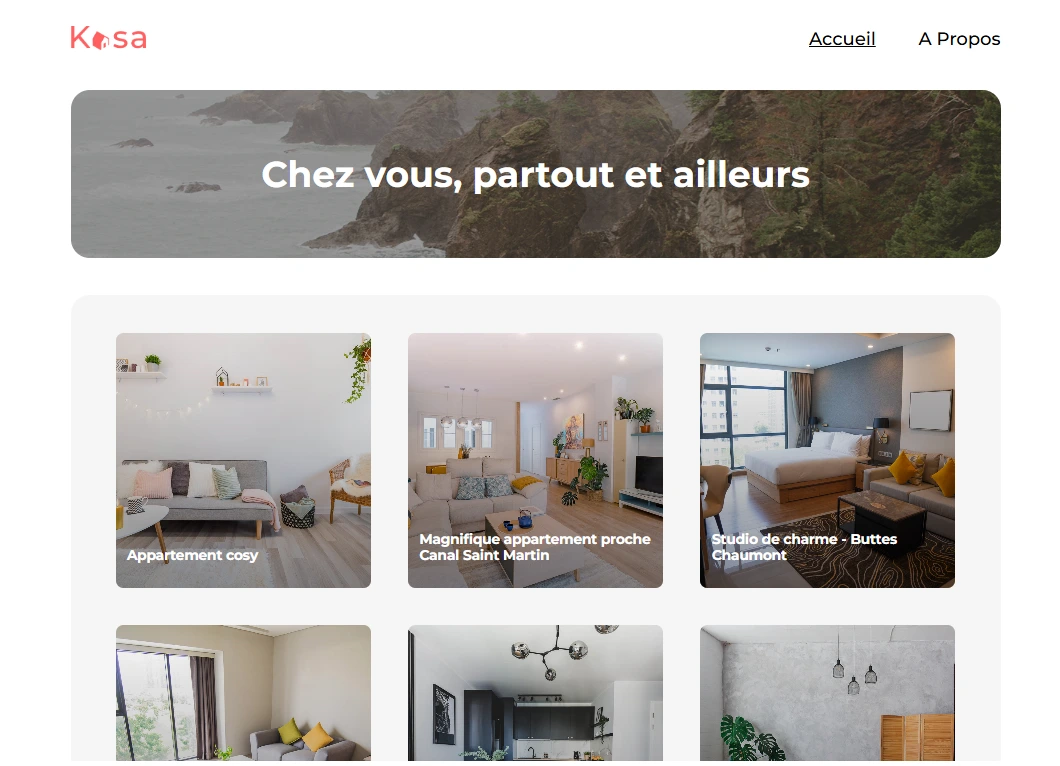 Kasa
Accueil
A Propos
Chez vous, partout et ailleurs
Appartement cosy
Magnifique appartement proche
Canal Saint Martin
Studio de charme - Buttes
Chaumont